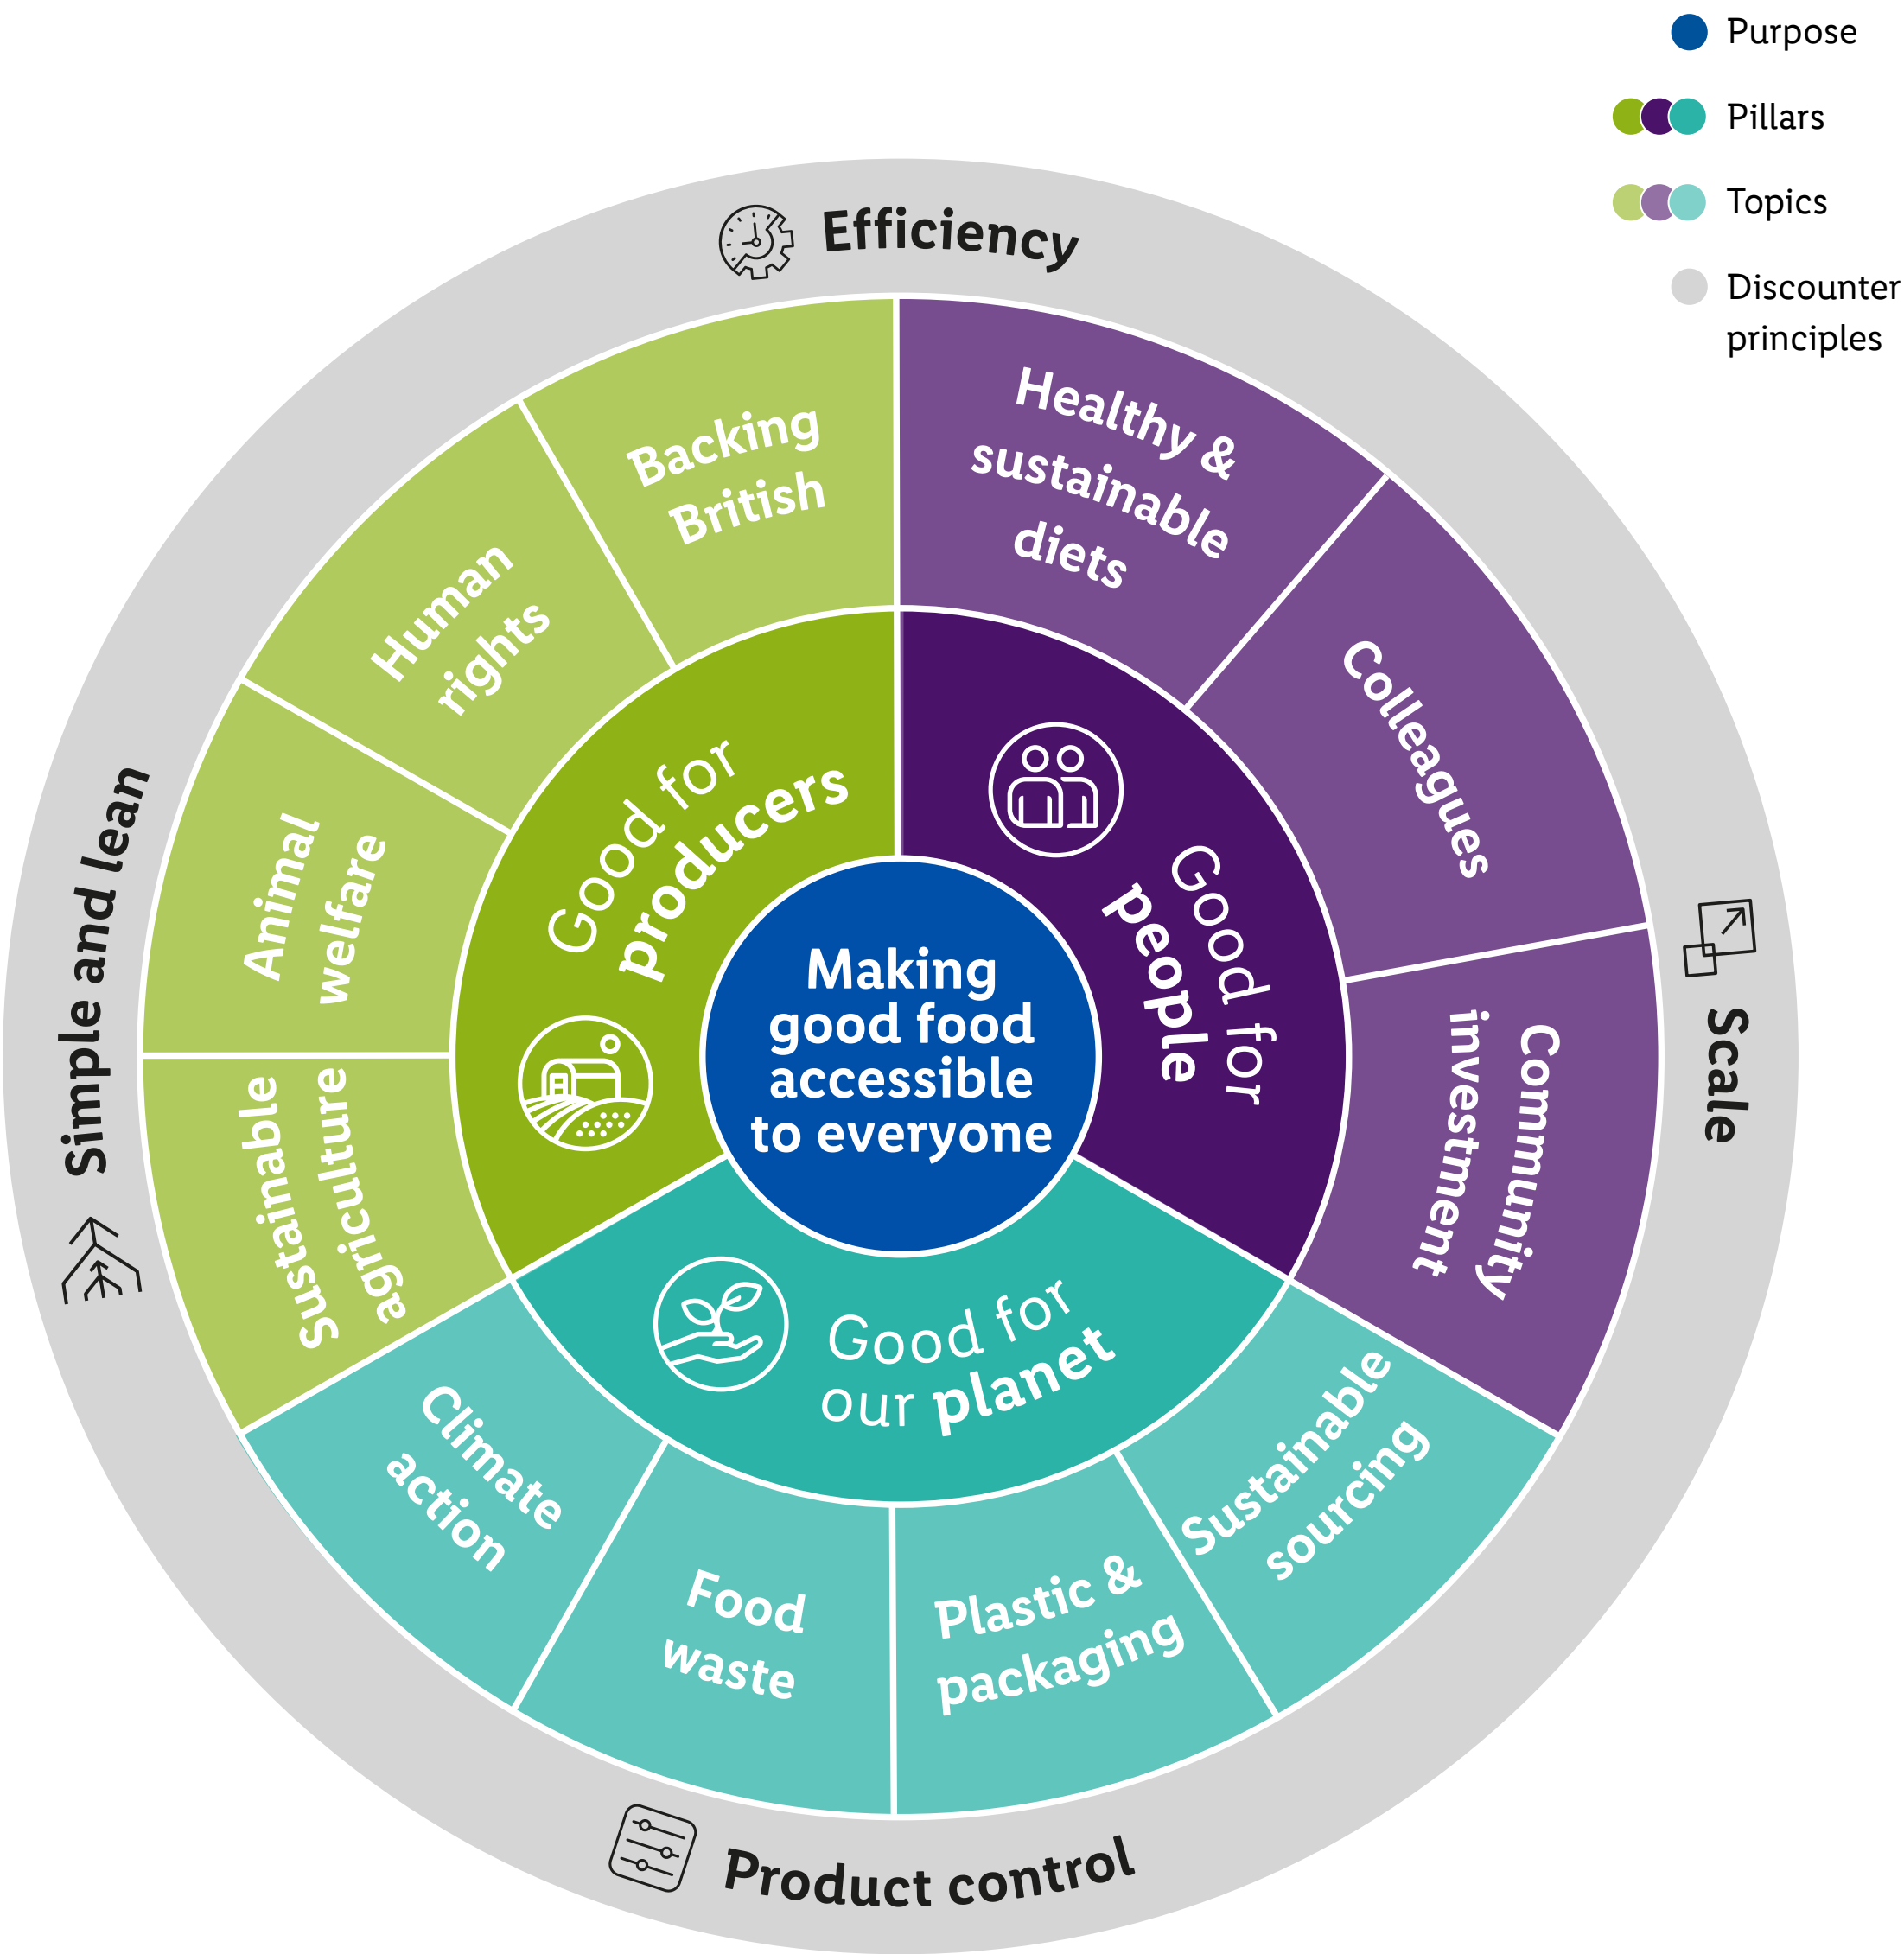 Purpose
Pillars
Topics
Discounter
principles
Efficiency
Scale
Product control
Simple and lean
Backing
British
Human
rights
Animal
welfare
Sustainable
agriculture
Healthy &
sustainable
diets
Colleagues
Community
investment
Sustainable
sourcing
Plastic &
packaging
Food
waste
Climate
action
Good for
producers
Good for
people
Good for
our planet
Making
good food
accessible
to everyone